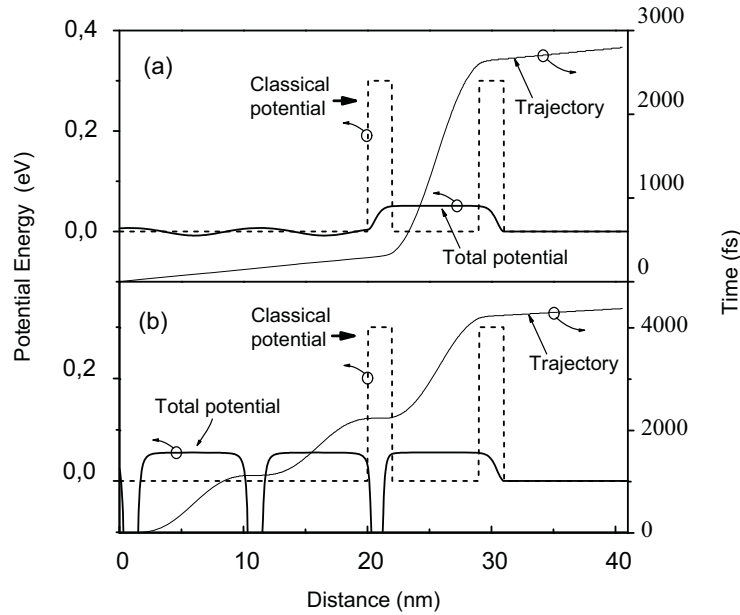 3000
0,4
(a)
Classical
potential
Trajectory
2000
0,2
1000
Total potential
0,0
0
Potential Energy (eV)
Time (fs)
(b)
Classical
potential
4000
Trajectory
0,2
Total potential
2000
0,0
0
0
10
20
30
40
Distance (nm)